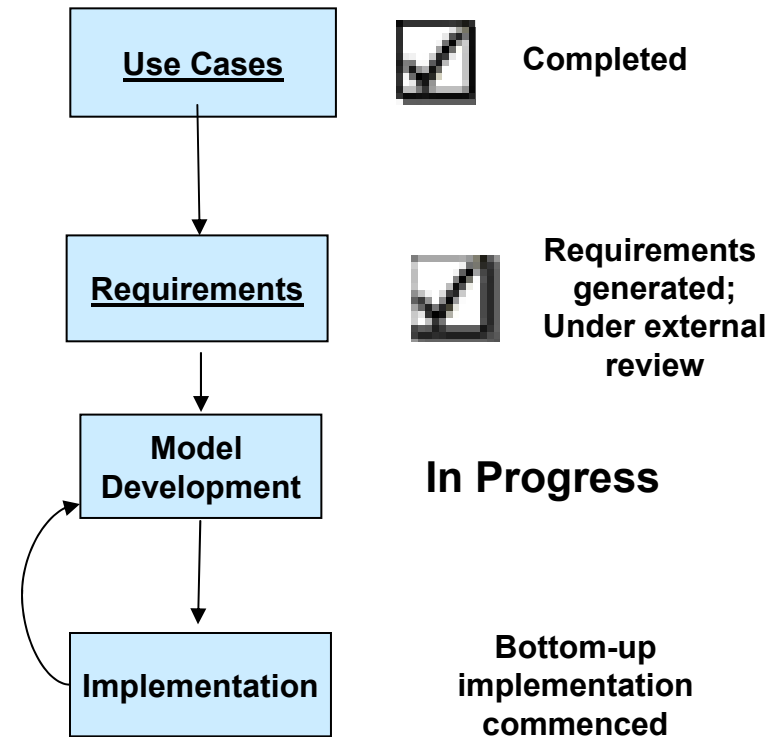 Use Cases
Completed
Requirements
Requirements
generated;
Under external
review
Model
Development
In Progress
Implementation
Bottom-up
implementation
commenced